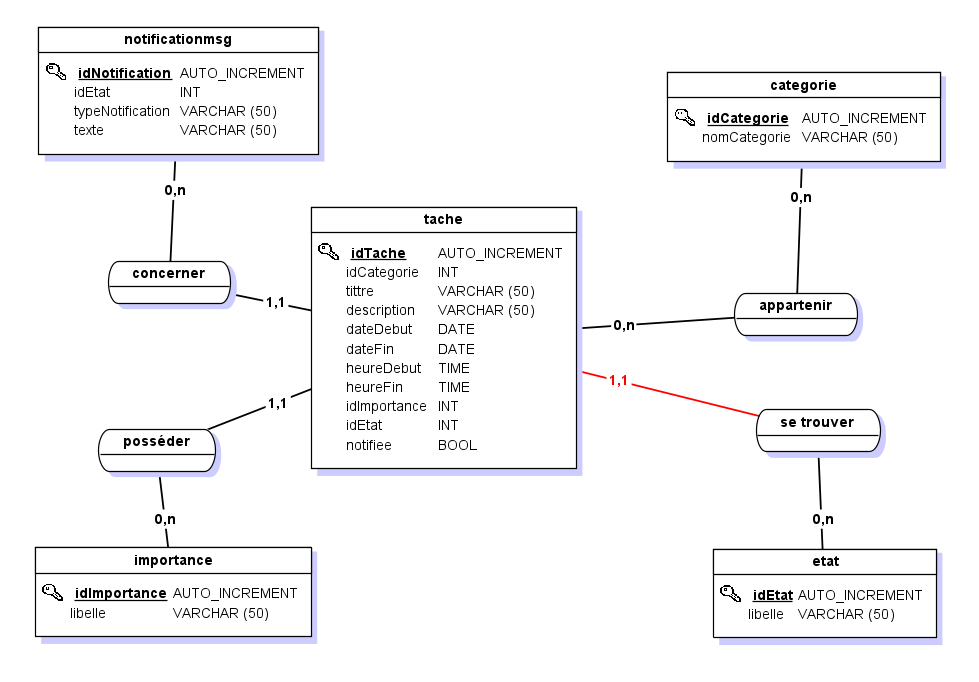 notificationmsg
idNotification AUTO_INCREMENT
idEtat INT
typeNotification VARCHAR (50)
texte VARCHAR (50)
categorie
idCategorie AUTO_INCREMENT
nomCategorie VARCHAR (50)
0,n
0,n
tache
idTache AUTO_INCREMENT
idCategorie INT
tittre VARCHAR (50)
description VARCHAR (50)
dateDebut DATE
dateFin DATE
heureDebut TIME
heureFin TIME
idImportance INT
idEtat INT
notifiee BOOL
concerner
1,1
appartenir
0,n
1,1
1,1
posséder
se trouver
0,n
0,n
importance
idImportance AUTO_INCREMENT
libelle VARCHAR (50)
etat
idEtat AUTO_INCREMENT
libelle VARCHAR (50)